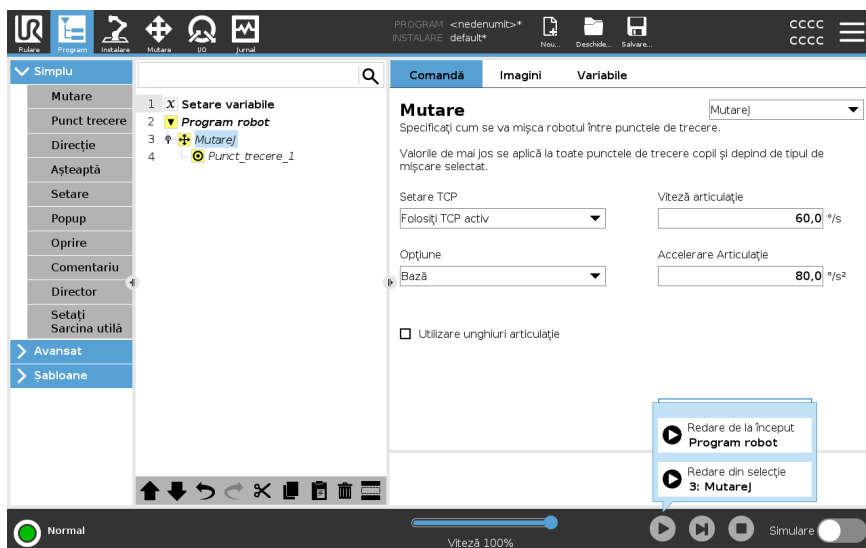 PROGRAM <nedenumit>*
INSTALARE default*
cccc
cccc
Rulare
Program
Instalare
Mutare
I/O
Jurnal
Nou...
Deschide...
Salvare...
Simplu
Mutare
Punct trecere
Direcție
Așteaptă
Setare
Popup
Oprire
Comentariu
Director
Setați
Sarcina utilă
Avansat
Șabloane
1 X Setare variabile
2 Program robot
3 MutareJ
4 Punct_trecere_1
Comandă Imagini Variabile
Mutare
MutareJ
Specificați cum se va mișca robotul între punctele de trecere.
Valorile de mai jos se aplică la toate punctele de trecere copil și depind de tipul de
mișcare selectat.
Setare TCP
Viteză articulație
Folosiți TCP activ
60,0 °/s
Opțiune
Accelerare Articulație
Bază
80,0 °/s²
Utilizare unghiuri articulație
Redare de la început
Program robot
Redare din selecție
3: MutareJ
Normal
Viteză 100%
Simulare